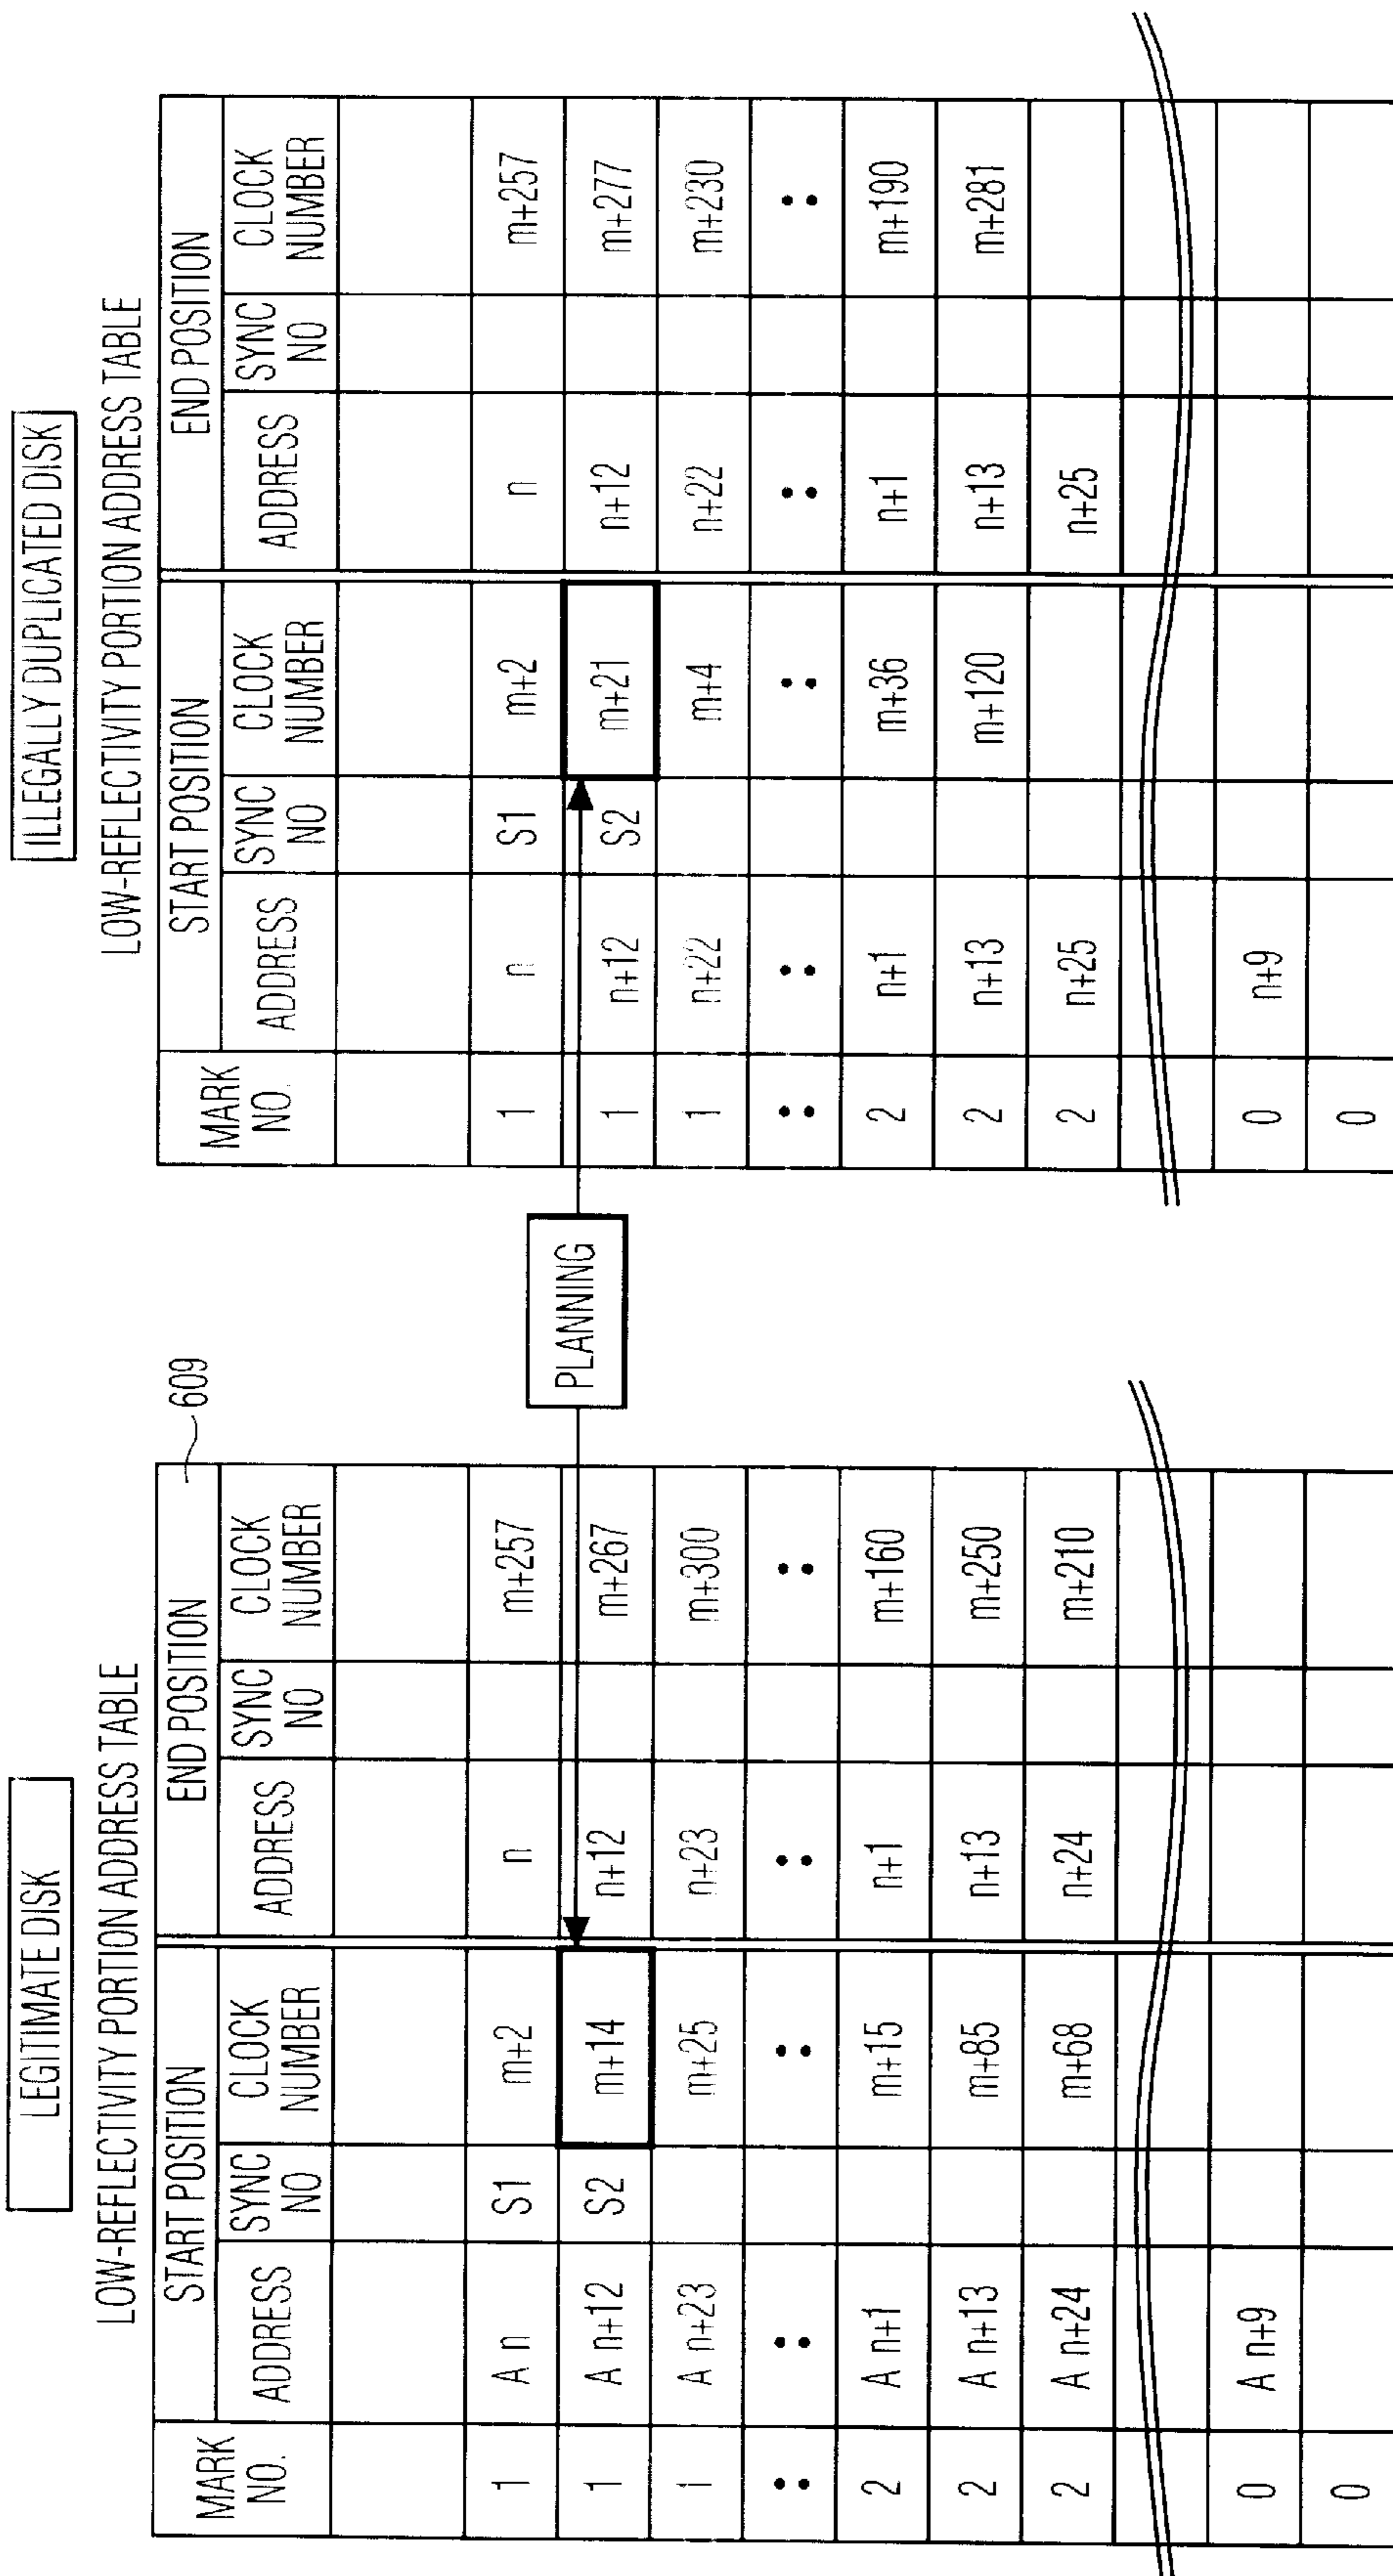 LEGITIMATE DISK
LOW-REFLECTIVITY PORTION ADDRESS TABLE
609
MARK NO. START POSITION END POSITION
ADDRESS SYNC NO CLOCK NUMBER ADDRESS SYNC NO CLOCK NUMBER
1 A n S1 m+2 n m+257
1 A n+12 S2 m+14 n+12 m+267
1 A n+23 m+25 n+23 m+300
: : : : :
2 A n+1 m+15 n+1 m+160
2 A n+13 m+85 n+13 m+250
2 A n+24 m+68 n+24 m+210
0 A n+9
0
PLANNING
ILLEGALLY DUPLICATED DISK
LOW-REFLECTIVITY PORTION ADDRESS TABLE
MARK NO. START POSITION END POSITION
ADDRESS SYNC NO CLOCK NUMBER ADDRESS SYNC NO CLOCK NUMBER
1 n S1 m+2 n m+257
1 n+12 S2 m+21 n+12 m+277
1 n+22 m+4 n+22 m+230
: : : : :
2 n+1 m+36 n+1 m+190
2 n+13 m+120 n+13 m+281
2 n+25 n+25
0 n+9
0